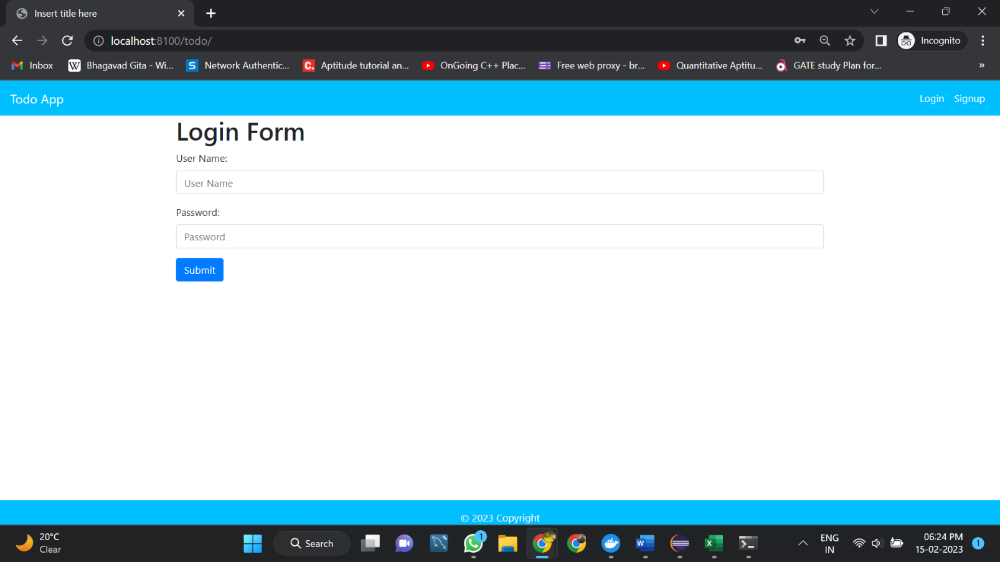 Insert title here
localhost:8100/todo/
Incognito
Inbox
W Bhagavad Gita - Wi...
S Network Authentic...
C. Aptitude tutorial an...
OnGoing C++ Plac...
Free web proxy - br...
Quantitative Aptitu...
GATE study Plan for...
»
Todo App
Login Signup
Login Form
User Name:
User Name
Password:
Password
Submit
© 2023 Copyright
20°C
Clear
Search
1
W
X
ENG
IN
06:24 PM
15-02-2023
1